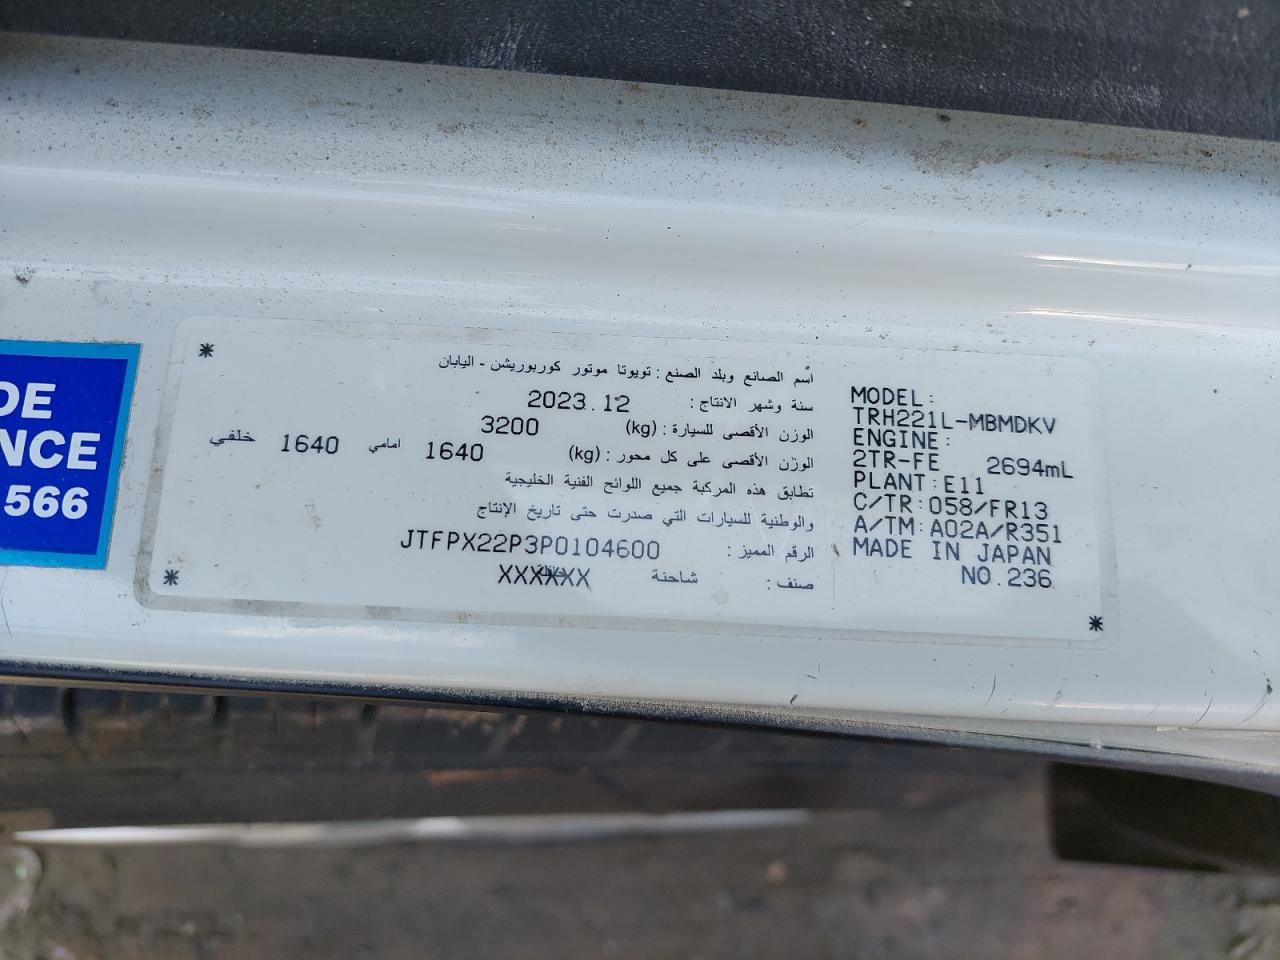 DE
NCE
566
اسم الصانع وبلد الصنع : تويوتا موتور كوربوريشن - اليابان
سنة وشهر الانتاج : 2023.12
الوزن الأقصى للسيارة : (kg) 3200
الوزن الأقصى على كل محور : (kg) 1640 امامي 1640 خلفي
تطابق هذه المركبة جميع اللوائح الفنية الخليجية
والوطنية للسيارات التي صدرت حتى تاريخ الإنتاج
الرقم المميز : JTFPX22P3P0104600
صنف : شاحنة XXXXXX
MODEL:
TRH221L-MBMDKV
ENGINE:
2TR-FE 2694mL
PLANT:E11
C/TR:058/FR13
A/TM:A02A/R351
MADE IN JAPAN
NO.236